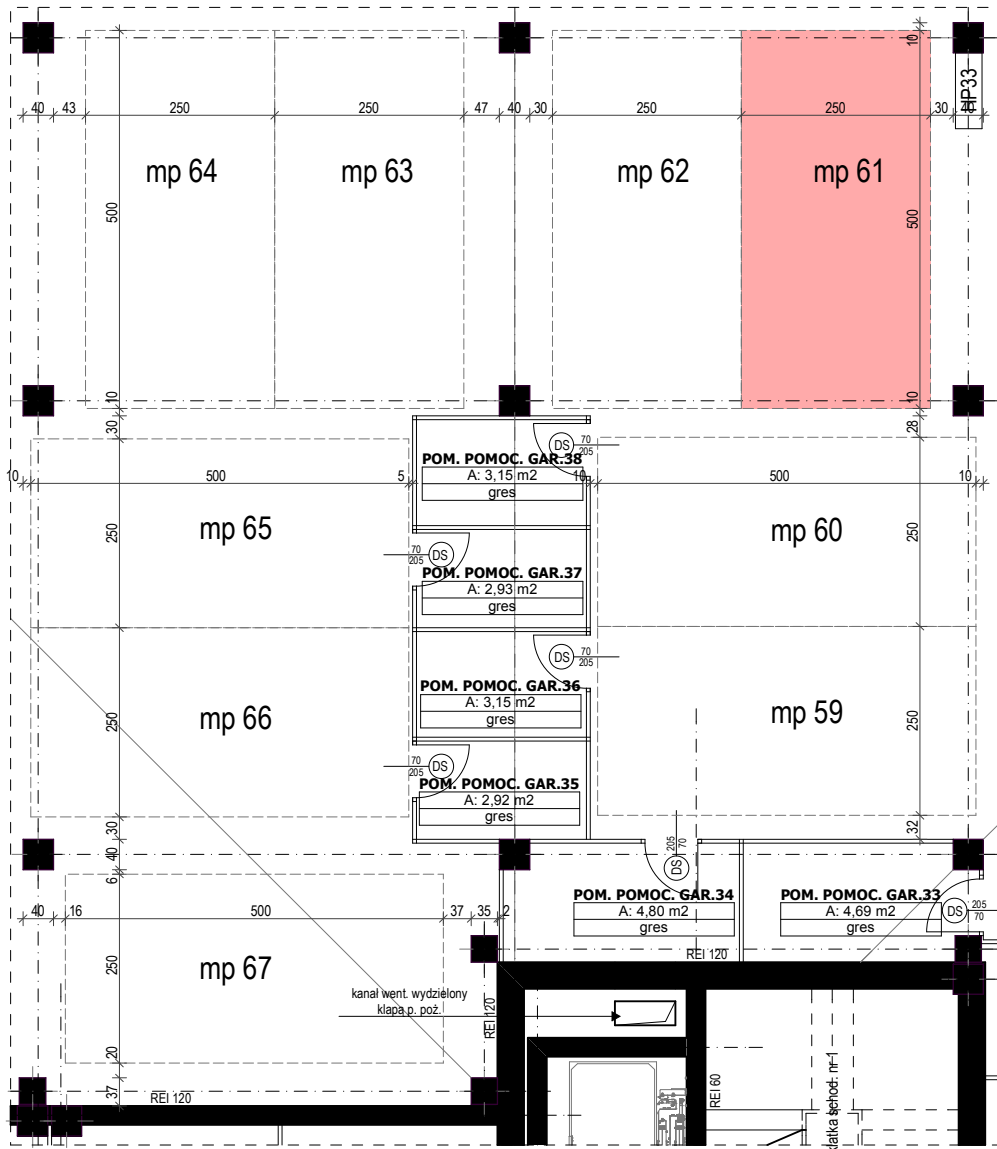 10
HP33
40 43 250 250 47 40 30 250 250 30 40
mp 64
mp 63
mp 62
mp 61
500
500
10
10
30
28
POM. POMOC. GAR.38
A: 3,15 m2
gres
DS
70
205
10
500
5
10
500
10
mp 65
250
mp 60
250
DS
70
205
POM. POMOC. GAR.37
A: 2,93 m2
gres
DS
70
205
POM. POMOC. GAR.36
A: 3,15 m2
gres
mp 66
250
mp 59
250
DS
70
205
POM. POMOC. GAR.35
A: 2,92 m2
gres
30
40
6
32
DS
205
70
POM. POMOC. GAR.34
A: 4,80 m2
gres
POM. POMOC. GAR.33
A: 4,69 m2
gres
DS
205
70
40 16 500 37 35 2
mp 67
250
20
37
REI 120
REI 120
REI 120
kanał went. wydzielony
klapą p. poż.
REI 60
klatka schod. nr 1